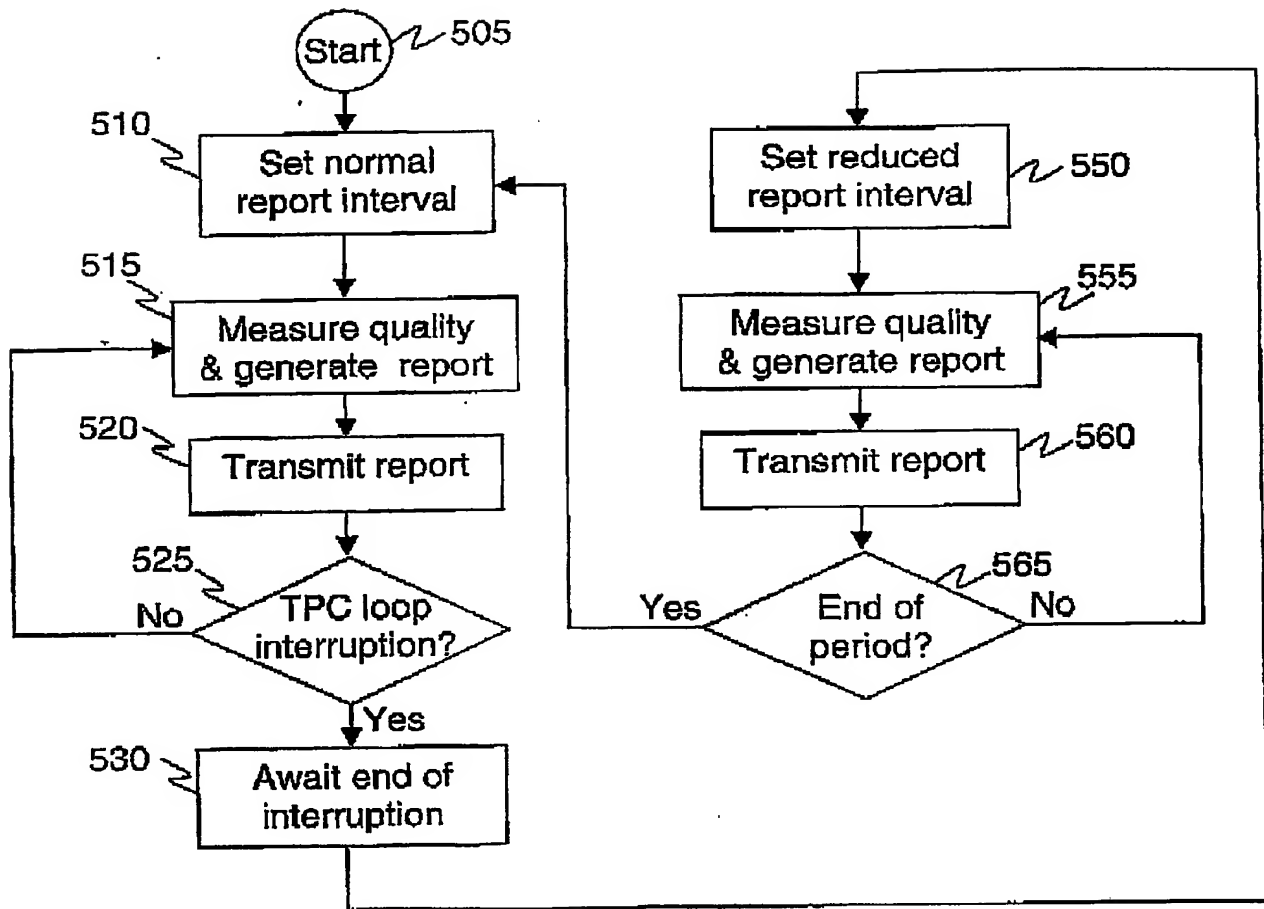 Start
505
510
Set normal
report interval
515
Measure quality
& generate report
520
Transmit report
525
No
TPC loop
interruption?
Yes
530
Await end of
interruption
Set reduced
report interval
550
555
Measure quality
& generate report
560
Transmit report
565
Yes
End of
period?
No